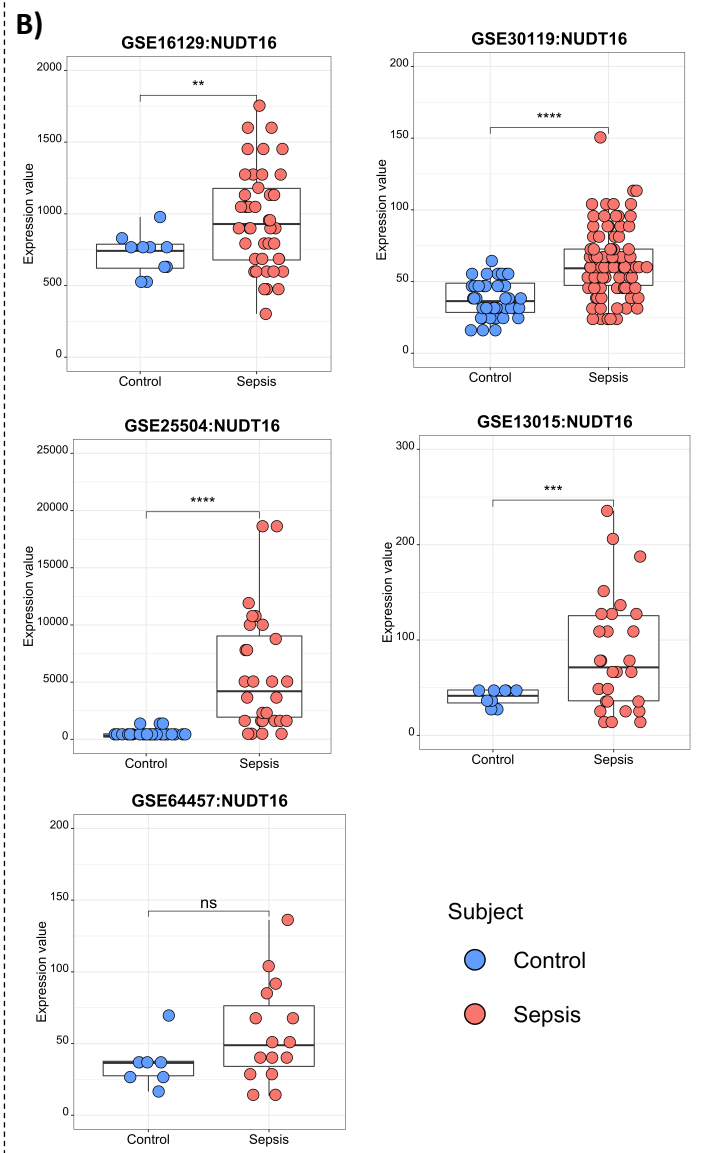 B)
GSE16129:NUDT16
Expression value
2000
1500
1000
500
0
**
Control
Sepsis
GSE30119:NUDT16
Expression value
200
150
100
50
0
****
Control
Sepsis
GSE25504:NUDT16
Expression value
25000
20000
15000
10000
5000
0
****
Control
Sepsis
GSE13015:NUDT16
Expression value
300
200
100
0
***
Control
Sepsis
GSE64457:NUDT16
Expression value
200
150
100
50
0
ns
Control
Sepsis
Subject
Control
Sepsis